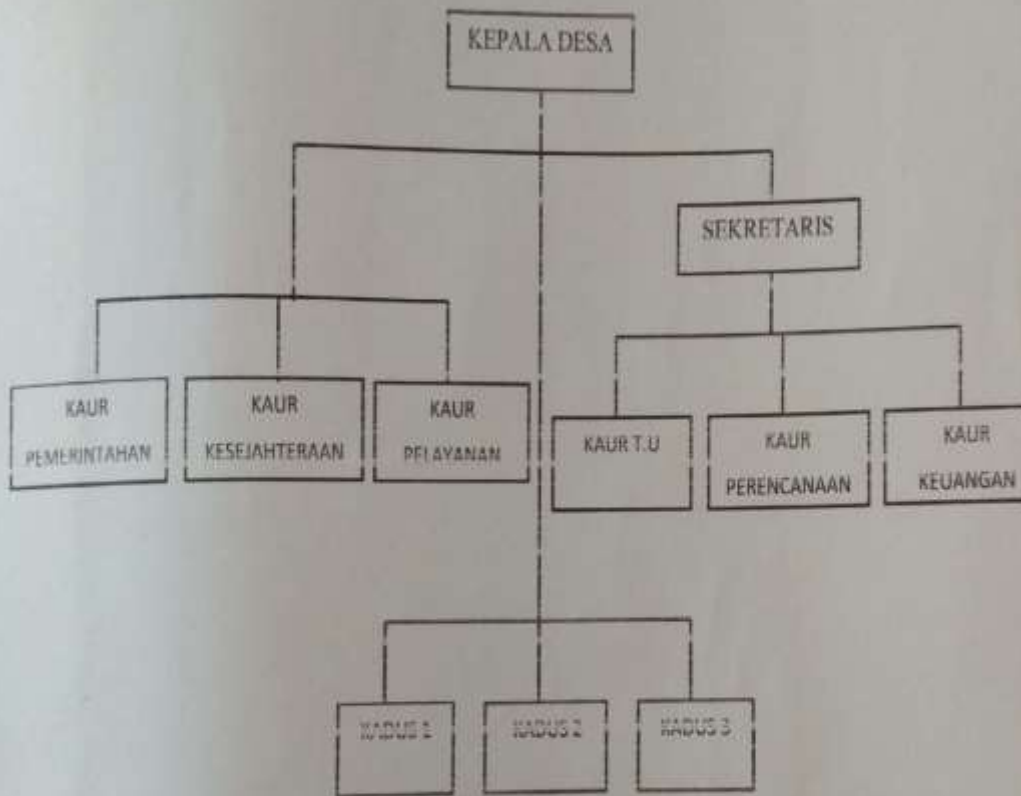 KEPALA DESA
SEKRETARIS
KAUR
PEMERINTAHAN
KAUR
KESEJAHTERAAN
KAUR
PELAYANAN
KAUR T.U
KAUR
PERENCANAAN
KAUR
KEUANGAN
KADUS 1
KADUS 2
KADUS 3